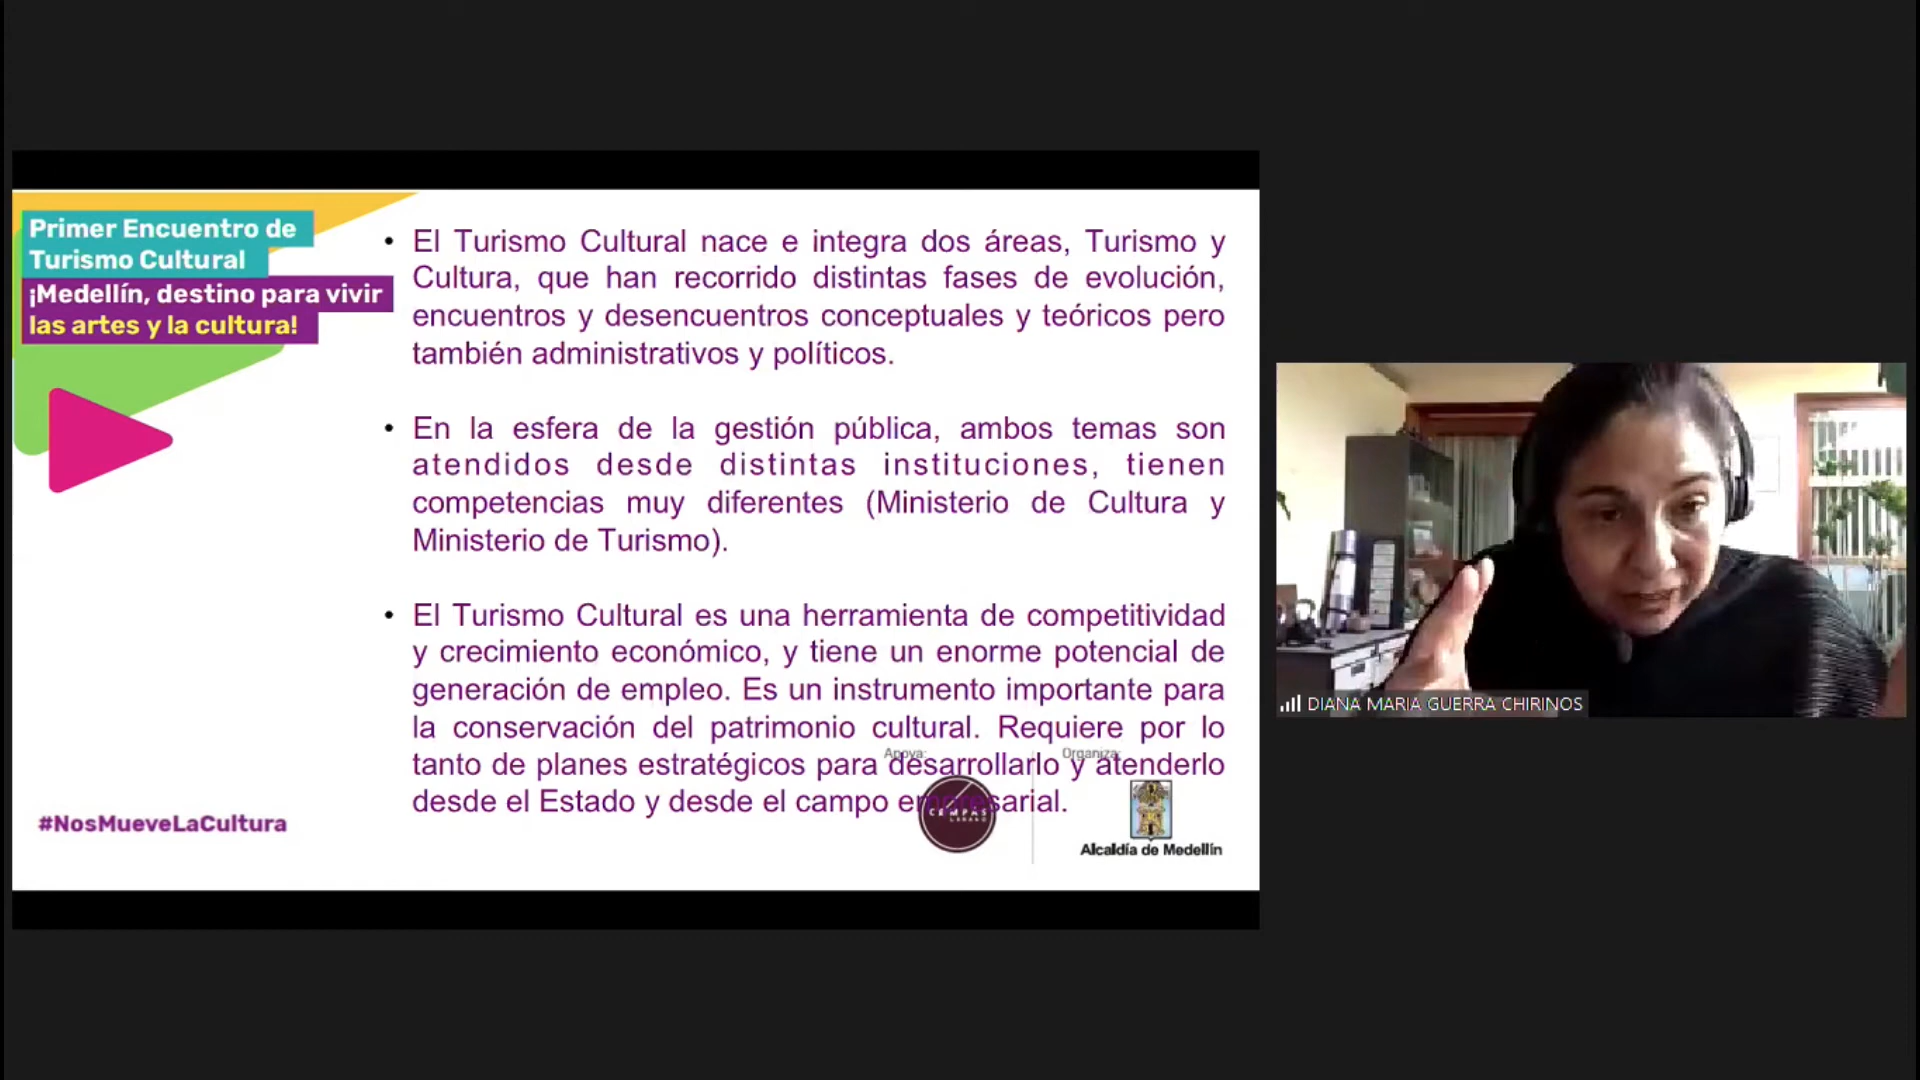 Primer Encuentro de
Turismo Cultural
¡Medellín, destino para vivir
las artes y la cultura!
• El Turismo Cultural nace e integra dos áreas, Turismo y
Cultura, que han recorrido distintas fases de evolución,
encuentros y desencuentros conceptuales y teóricos pero
también administrativos y políticos.
• En la esfera de la gestión pública, ambos temas son
atendidos desde distintas instituciones, tienen
competencias muy diferentes (Ministerio de Cultura y
Ministerio de Turismo).
• El Turismo Cultural es una herramienta de competitividad
y crecimiento económico, y tiene un enorme potencial de
generación de empleo. Es un instrumento importante para
la conservación del patrimonio cultural. Requiere por lo
tanto de planes estratégicos para desarrollarlo y atenderlo
desde el Estado y desde el campo empresarial.
Apoya:
Organiza:
URBANO
Alcaldía de Medellín
#NosMueveLaCultura
DIANA MARIA GUERRA CHIRINOS